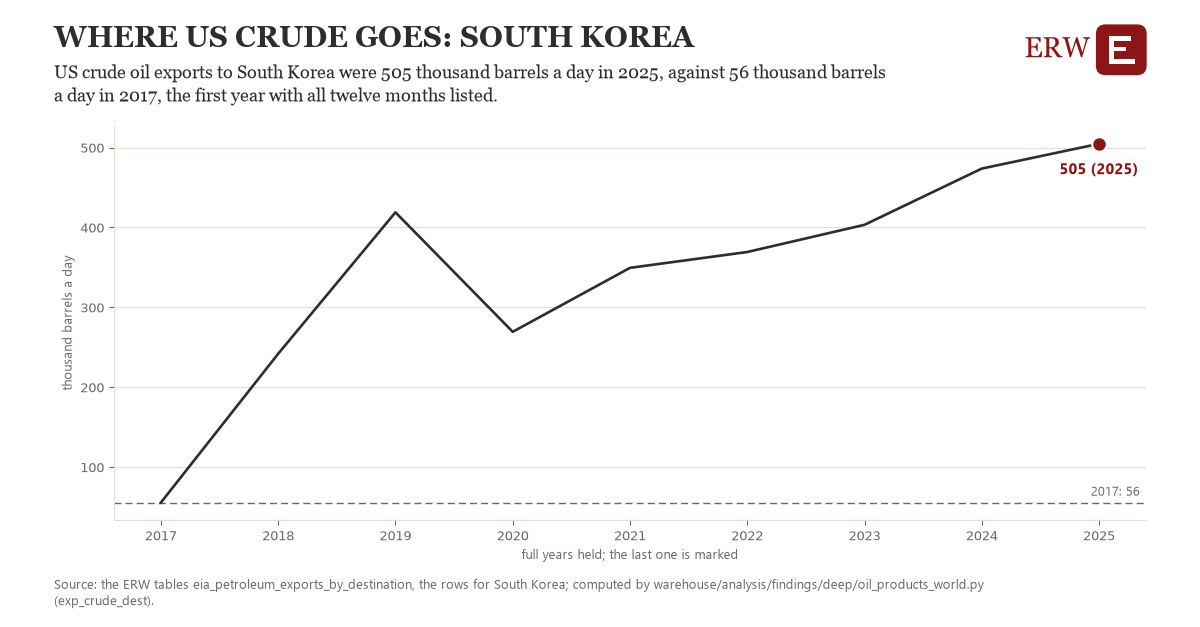 WHERE US CRUDE GOES: SOUTH KOREA
US crude oil exports to South Korea were 505 thousand barrels a day in 2025, against 56 thousand barrels
a day in 2017, the first year with all twelve months listed.
ERW E
500
400
300
200
100
thousand barrels a day
505 (2025)
2017: 56
2017 2018 2019 2020 2021 2022 2023 2024 2025
full years held; the last one is marked
Source: the ERW tables eia_petroleum_exports_by_destination, the rows for South Korea; computed by warehouse/analysis/findings/deep/oil_products_world.py
(exp_crude_dest).